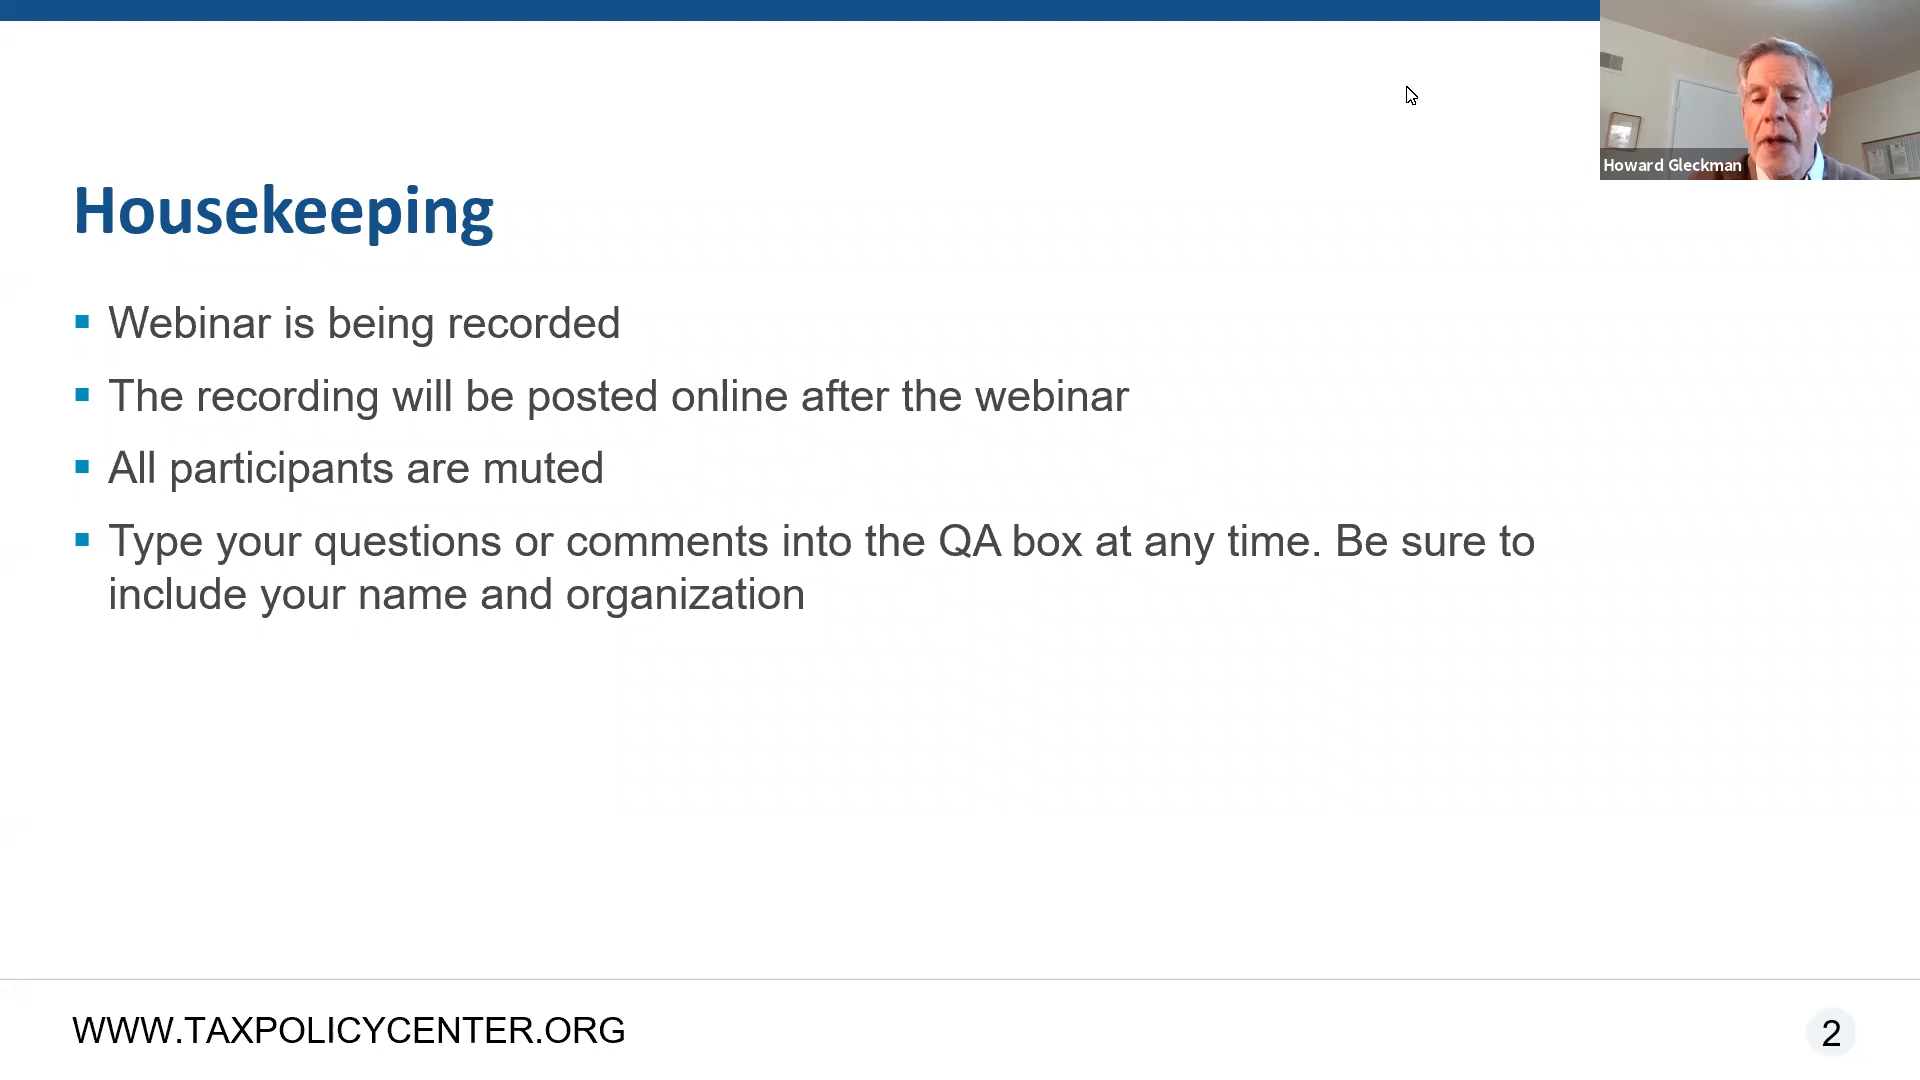 Howard Gleckman
Housekeeping
Webinar is being recorded
The recording will be posted online after the webinar
All participants are muted
Type your questions or comments into the QA box at any time. Be sure to
include your name and organization
WWW.TAXPOLICYCENTER.ORG
2